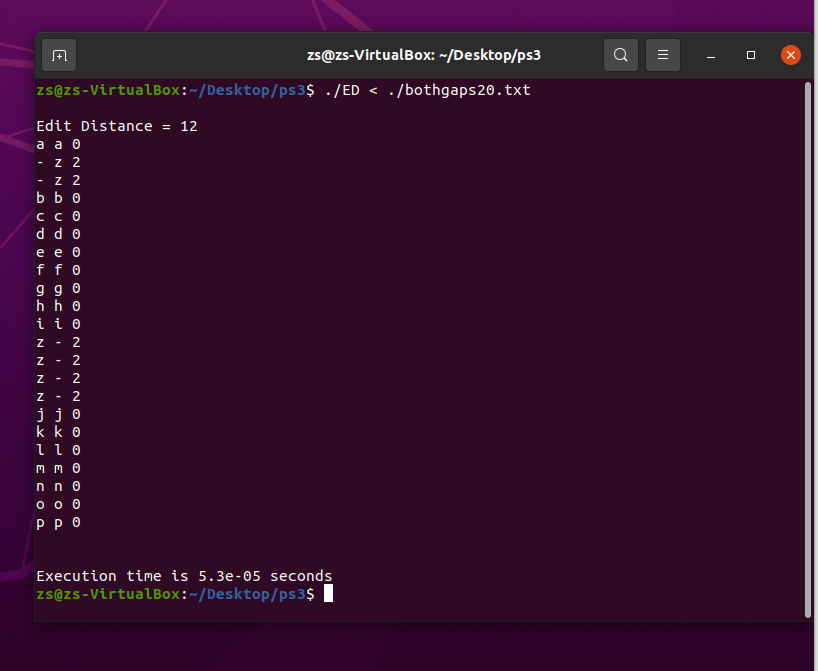 zs@zs-VirtualBox: ~/Desktop/ps3
zs@zs-VirtualBox:~/Desktop/ps3$ ./ED < ./bothgaps20.txt
Edit Distance = 12
a a 0
- z 2
- z 2
b b 0
c c 0
d d 0
e e 0
f f 0
g g 0
h h 0
i i 0
z - 2
z - 2
z - 2
z - 2
j j 0
k k 0
l l 0
m m 0
n n 0
o o 0
p p 0
Execution time is 5.3e-05 seconds
zs@zs-VirtualBox:~/Desktop/ps3$